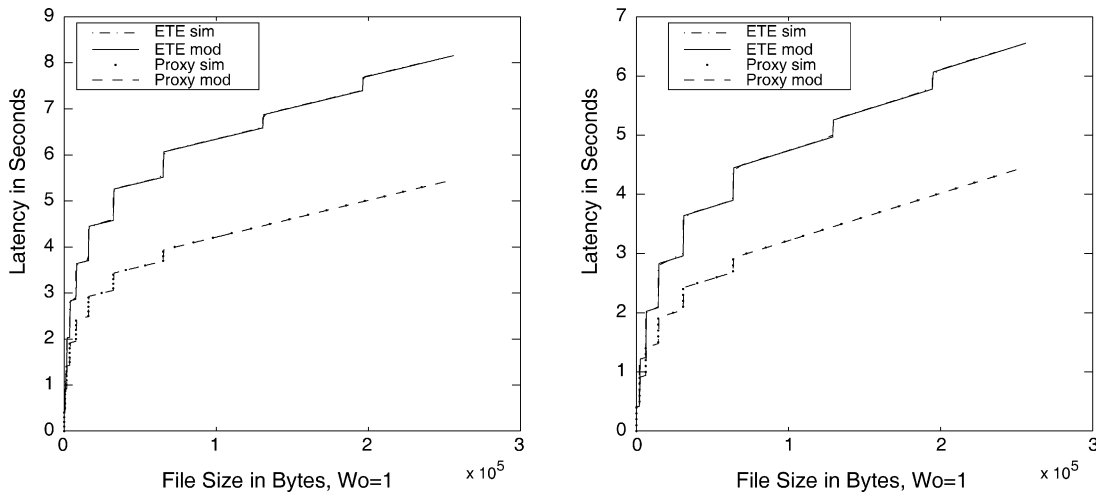 9
8
7
6
5
4
3
2
1
0
Latency in Seconds
ETE sim
ETE mod
Proxy sim
Proxy mod
0 1 2 3
x 10^5
File Size in Bytes, Wo=1
7
6
5
4
3
2
1
0
Latency in Seconds
ETE sim
ETE mod
Proxy sim
Proxy mod
0 1 2 3
x 10^5
File Size in Bytes, Wo=1